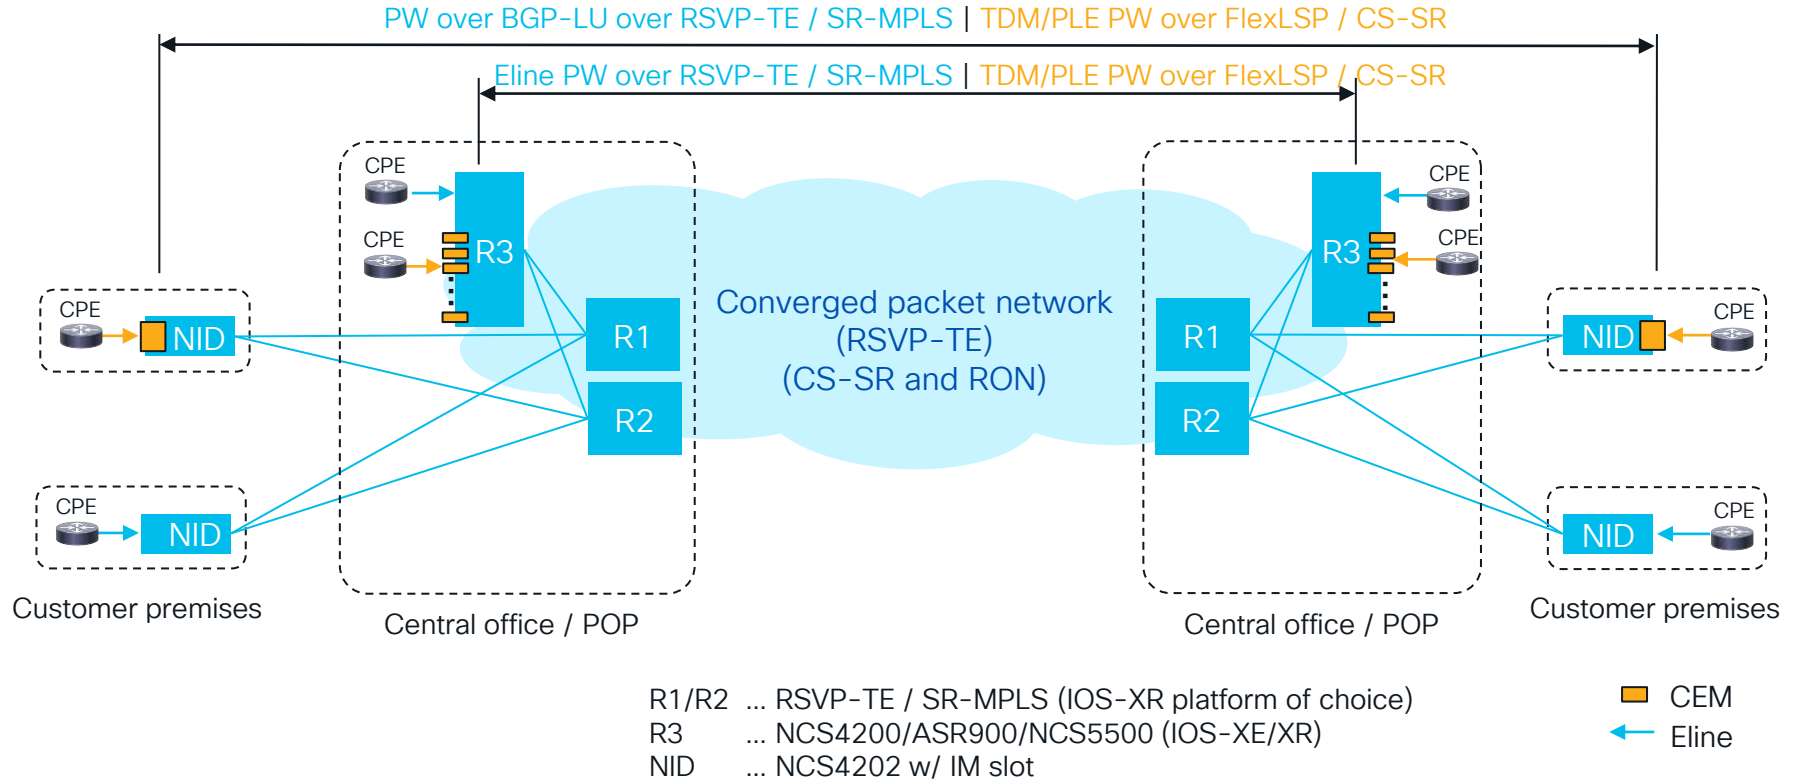 PW over BGP-LU over RSVP-TE / SR-MPLS | TDM/PLE PW over FlexLSP / CS-SR
Eline PW over RSVP-TE / SR-MPLS | TDM/PLE PW over FlexLSP / CS-SR
CPE
CPE
R3
CPE
NID
R1
R2
CPE
NID
Customer premises
Central office / POP
Converged packet network
(RSVP-TE)
(CS-SR and RON)
CPE
CPE
R3
R1
R2
CPE
NID
CPE
NID
Central office / POP
Customer premises
R1/R2 ... RSVP-TE / SR-MPLS (IOS-XR platform of choice)
R3 ... NCS4200/ASR900/NCS5500 (IOS-XE/XR)
NID ... NCS4202 w/ IM slot
CEM
Eline